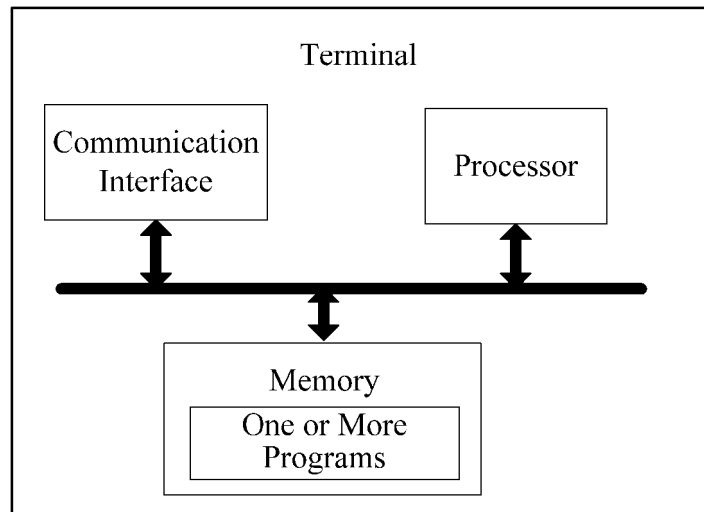 Terminal
Communication
Interface
Processor
Memory
One or More
Programs